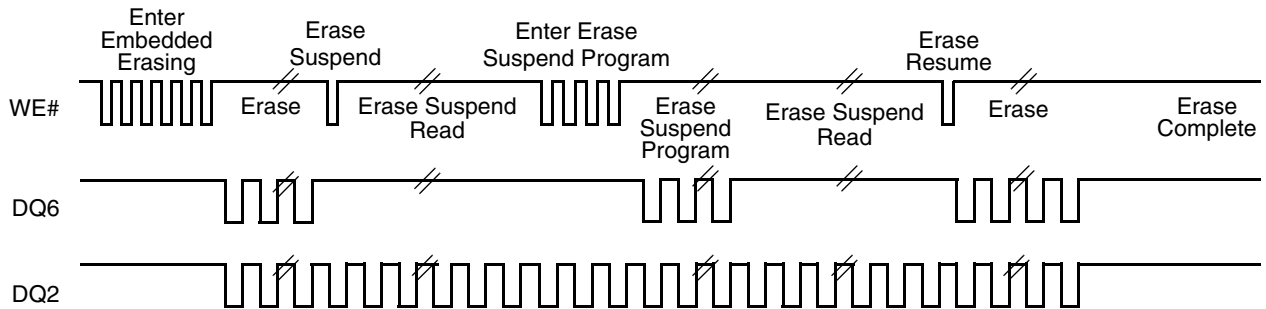 Enter
Embedded
Erasing
Erase
Suspend
Enter Erase
Suspend Program
Erase
Resume
WE#
Erase
Erase Suspend
Read
Erase
Suspend
Program
Erase Suspend
Read
Erase
Erase
Complete
DQ6
DQ2